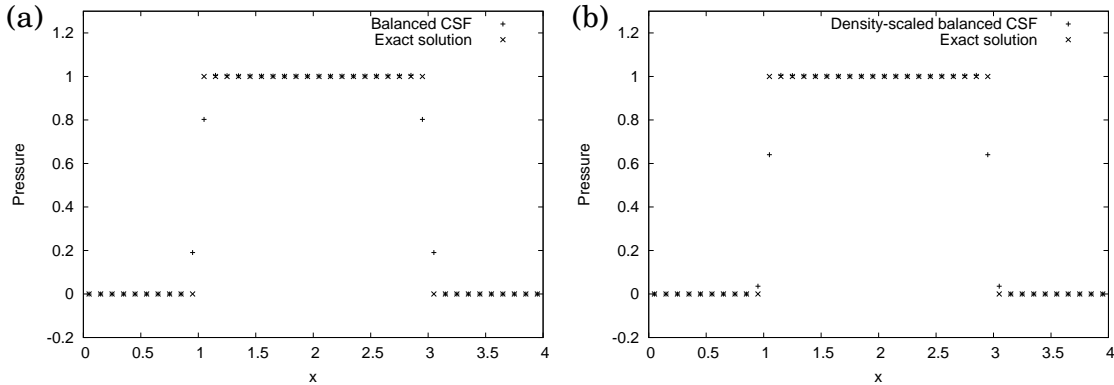 (a)
Balanced CSF
Exact solution
Pressure
1.2
1
0.8
0.6
0.4
0.2
0
-0.2
0 0.5 1 1.5 2 2.5 3 3.5 4
x
(b)
Density-scaled balanced CSF
Exact solution
Pressure
1.2
1
0.8
0.6
0.4
0.2
0
-0.2
0 0.5 1 1.5 2 2.5 3 3.5 4
x